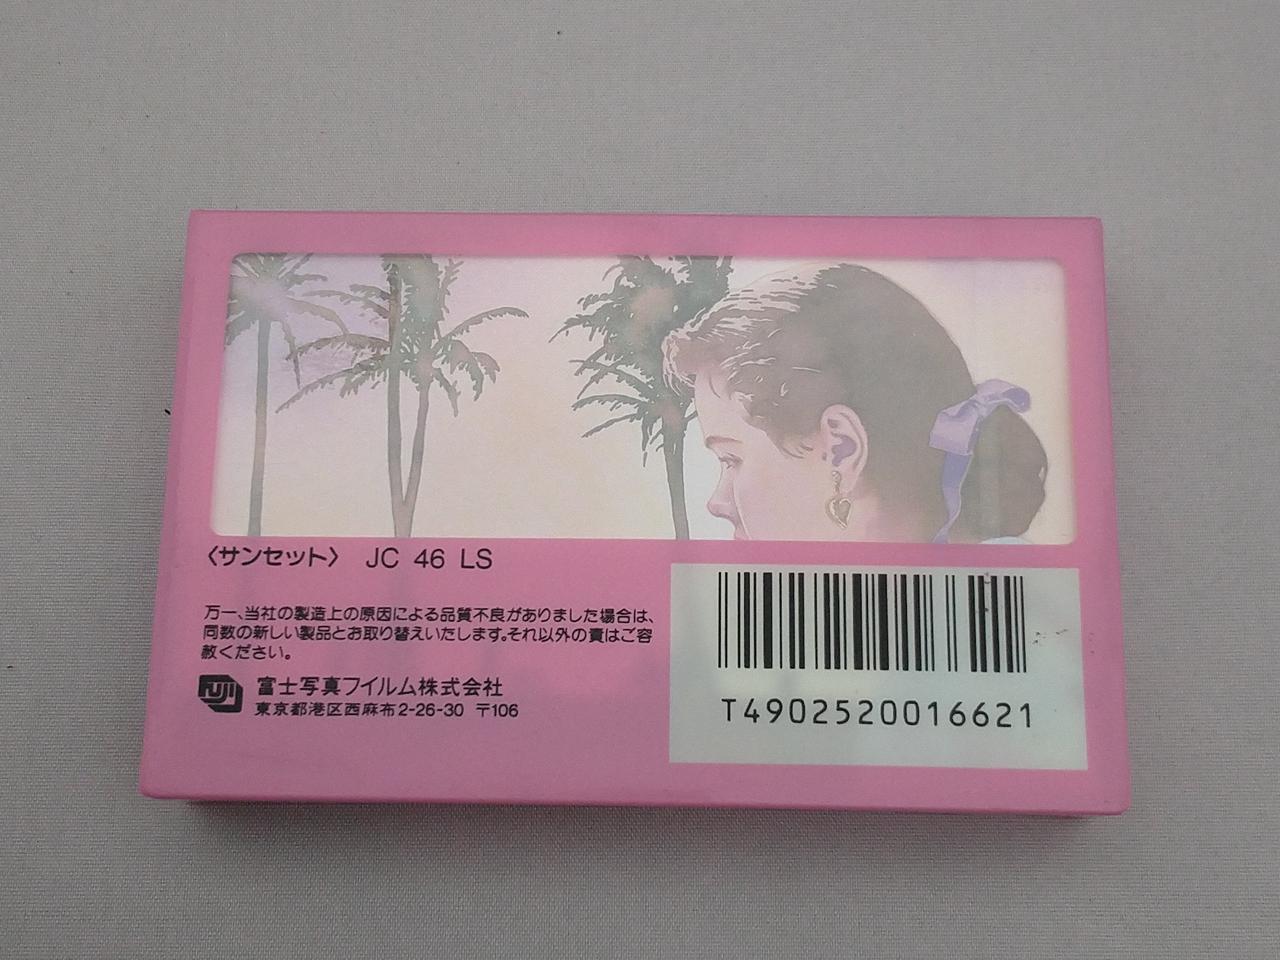 〈サンセット〉 JC 46 LS
万一、当社の製造上の原因による品質不良がありました場合は、
同数の新しい製品とお取り替えいたします。それ以外の責はご容
赦ください。
FUJI 富士写真フイルム株式会社
東京都港区西麻布2-26-30 〒106
T4902520016621